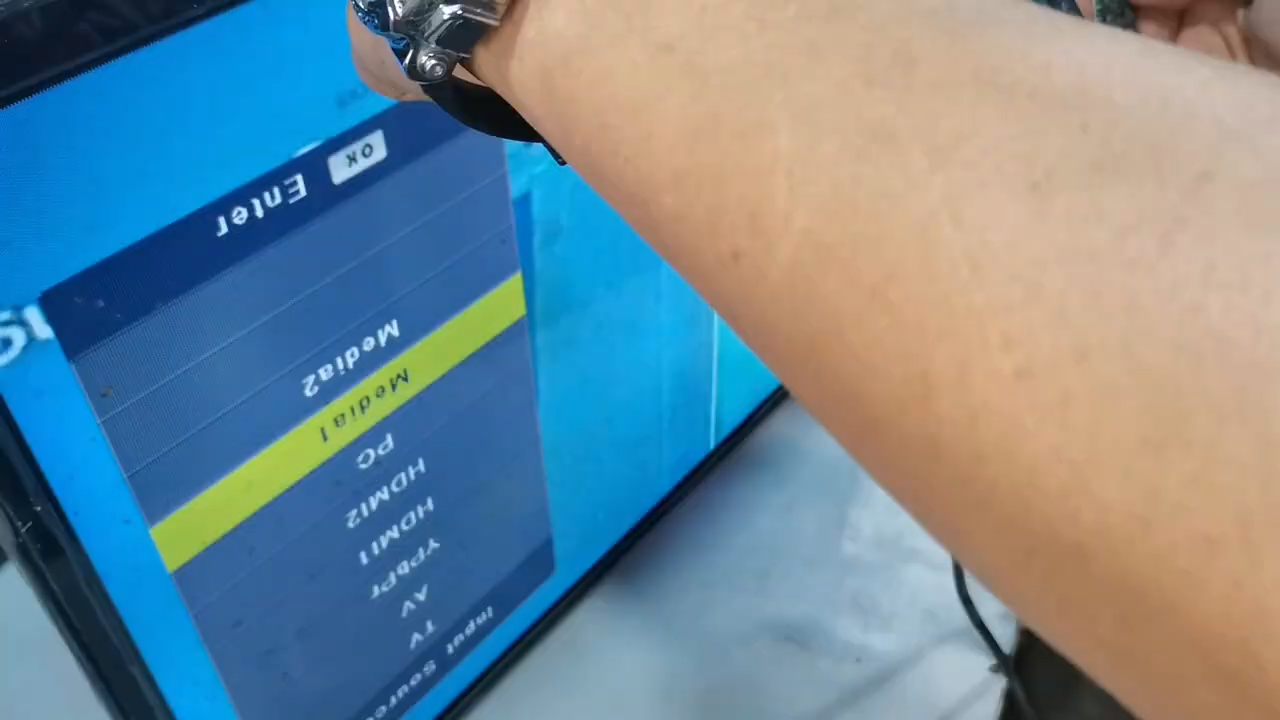 Input Source
TV
AV
YPbPr
HDMI1
HDMI2
PC
Media1
Media2
OK Enter